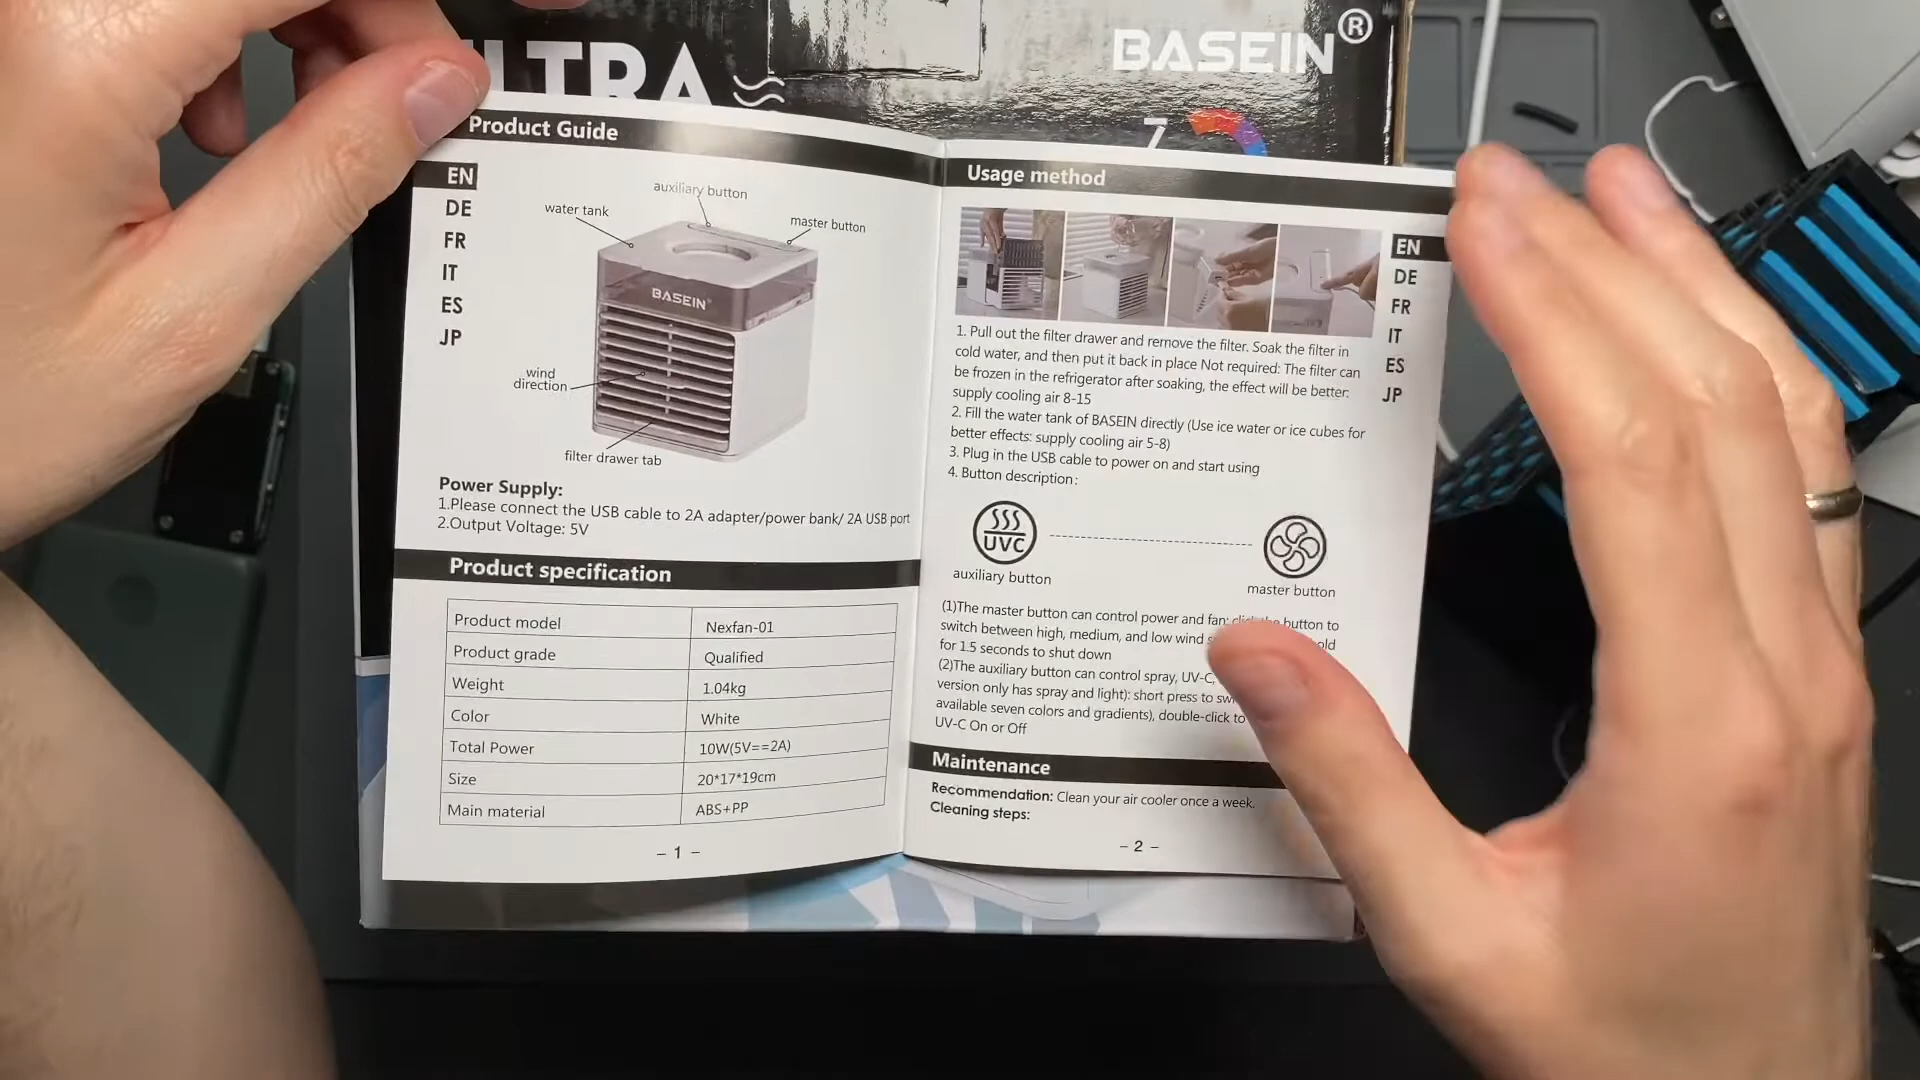 LTRA
BASEIN®
7
Product Guide
EN
DE
FR
IT
ES
JP
auxiliary button
water tank
master button
BASEIN
wind
direction
filter drawer tab
Power Supply:
1.Please connect the USB cable to 2A adapter/power bank/ 2A USB port
2.Output Voltage: 5V
Product specification
Product model Nexfan-01
Product grade Qualified
Weight 1.04kg
Color White
Total Power 10W(5V==2A)
Size 20*17*19cm
Main material ABS+PP
- 1 -
Usage method
EN
DE
FR
IT
ES
JP
1. Pull out the filter drawer and remove the filter. Soak the filter in
cold water, and then put it back in place Not required: The filter can
be frozen in the refrigerator after soaking, the effect will be better:
supply cooling air 8-15
2. Fill the water tank of BASEIN directly (Use ice water or ice cubes for
better effects: supply cooling air 5-8)
3. Plug in the USB cable to power on and start using
4. Button description:
UVC
auxiliary button
master button
(1)The master button can control power and fan: click the button to
switch between high, medium, and low wind
for 1.5 seconds to shut down
(2)The auxiliary button can control spray, UV-C,
version only has spray and light): short press to
available seven colors and gradients), double-click to
UV-C On or Off
Maintenance
Recommendation: Clean your air cooler once a week.
Cleaning steps:
- 2 -